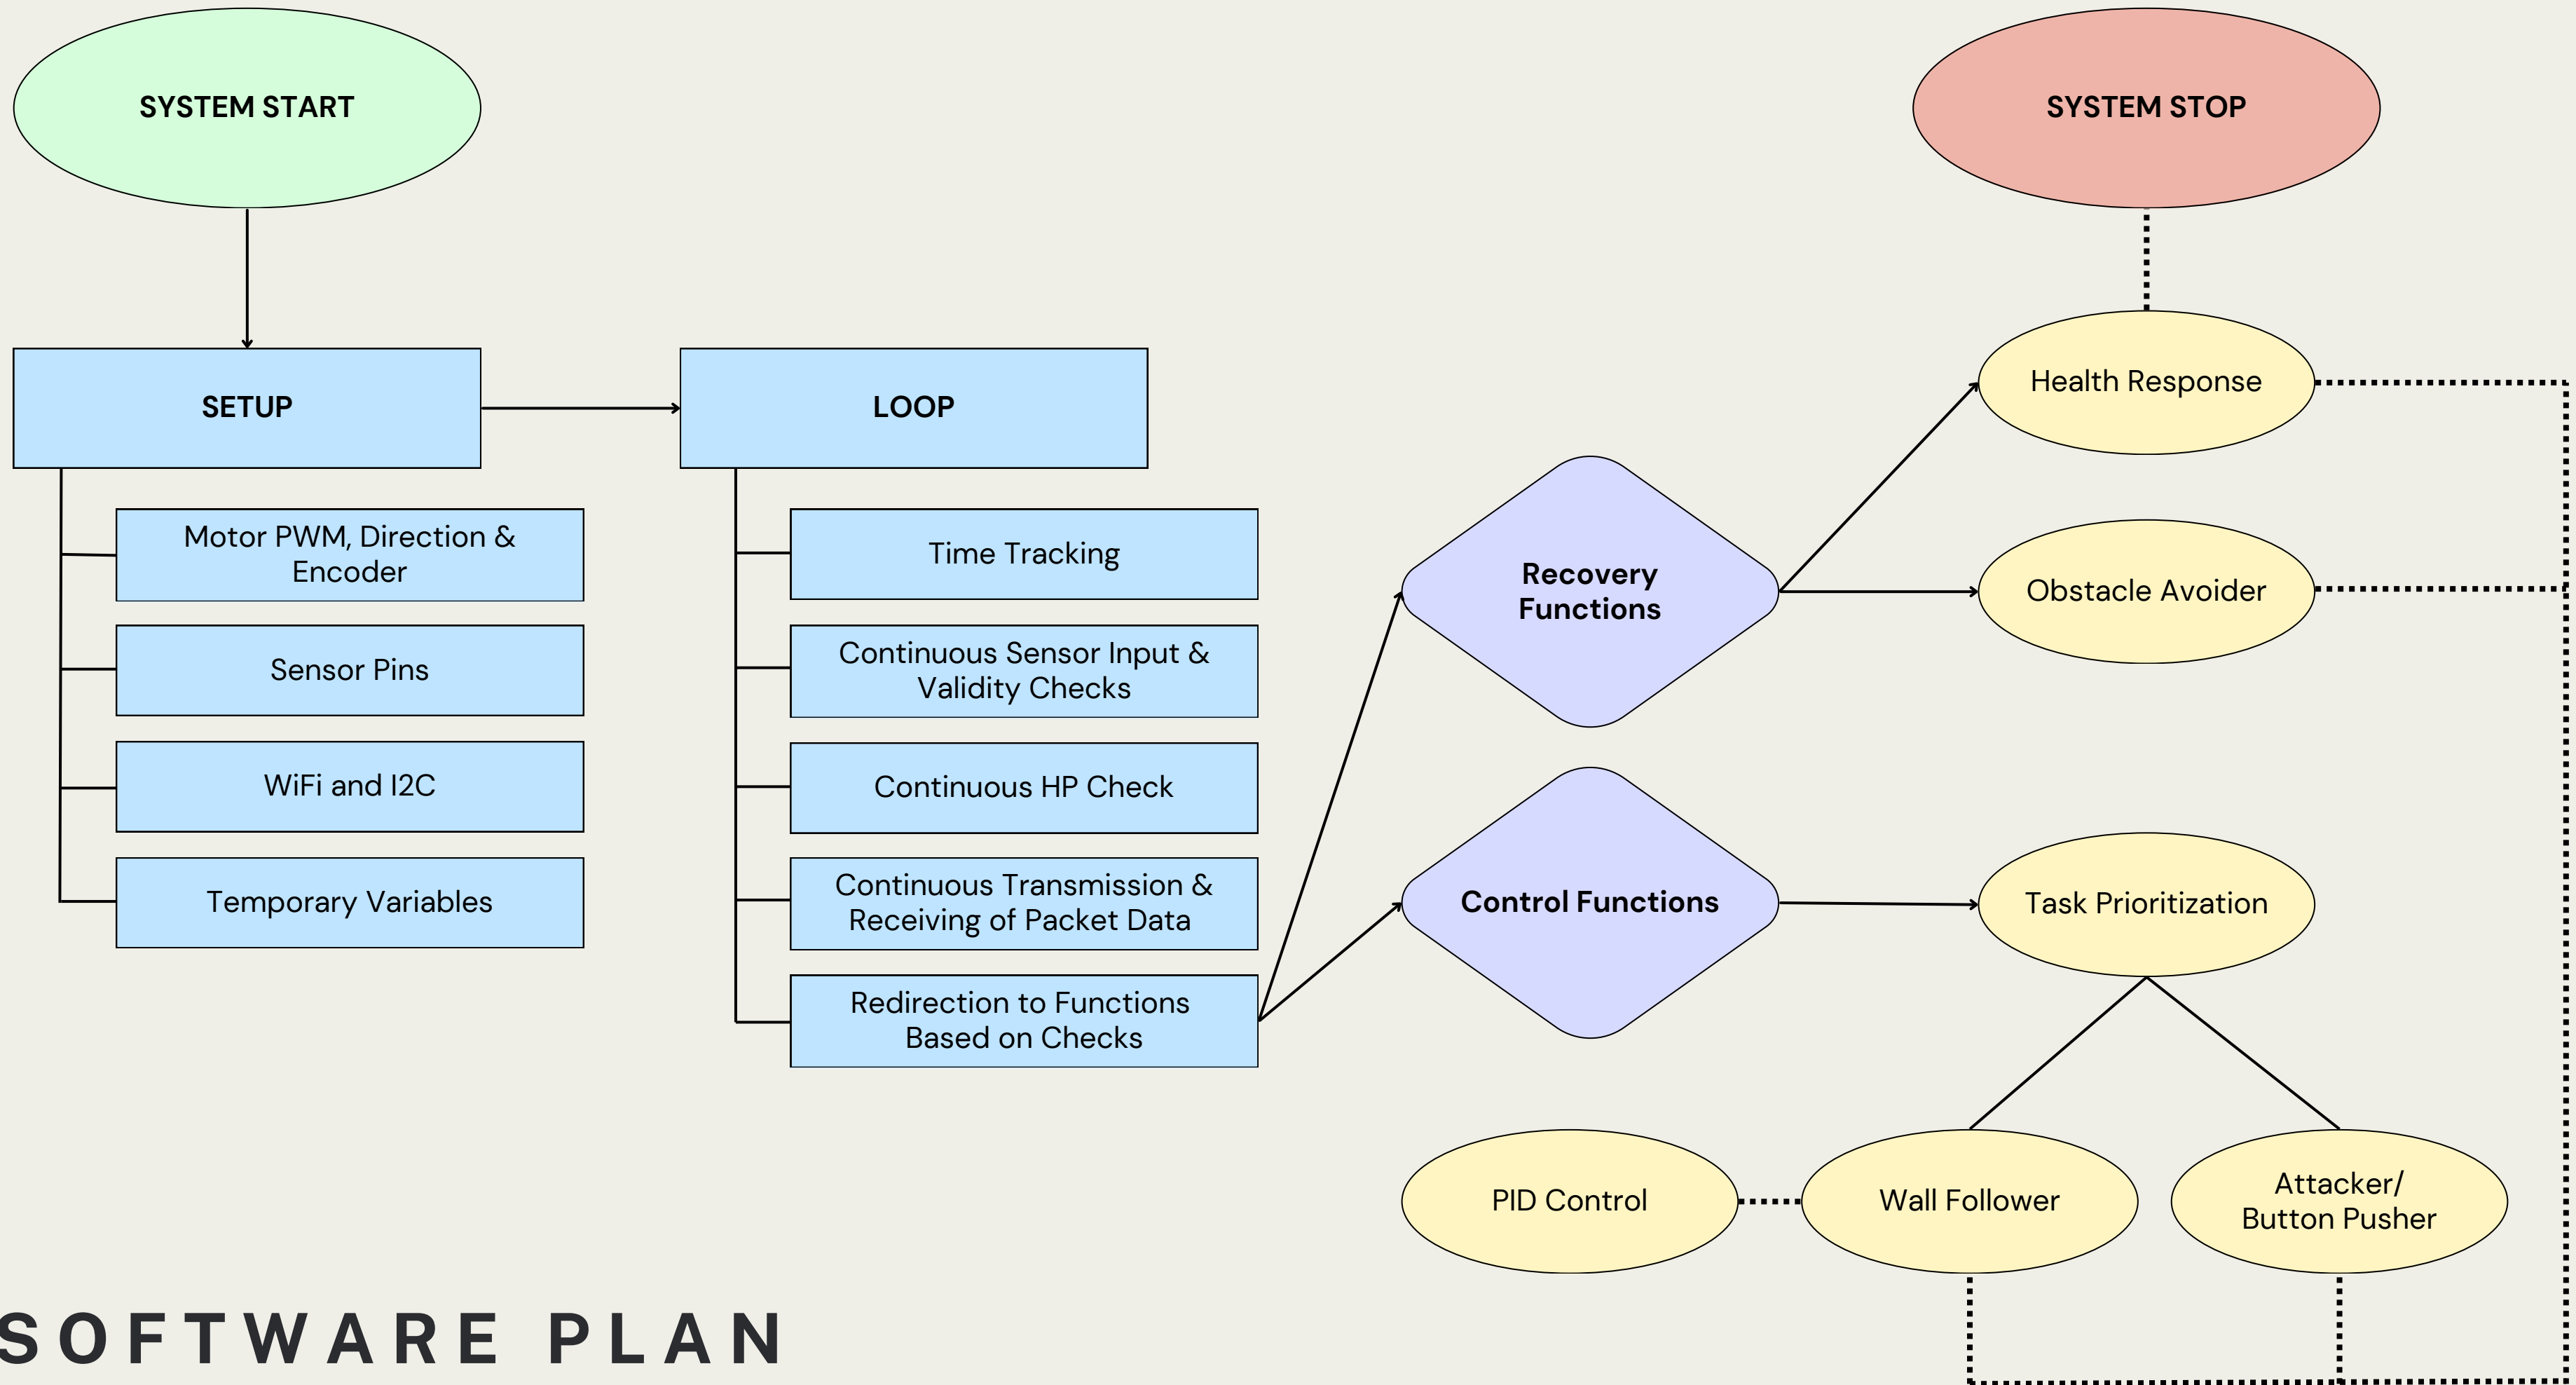 SYSTEM START
SYSTEM STOP
SETUP
LOOP
Motor PWM, Direction &
Encoder
Sensor Pins
WiFi and I2C
Temporary Variables
Time Tracking
Continuous Sensor Input &
Validity Checks
Continuous HP Check
Continuous Transmission &
Receiving of Packet Data
Redirection to Functions
Based on Checks
Recovery
Functions
Control Functions
Health Response
Obstacle Avoider
Task Prioritization
PID Control
Wall Follower
Attacker/
Button Pusher
SOFTWARE PLAN